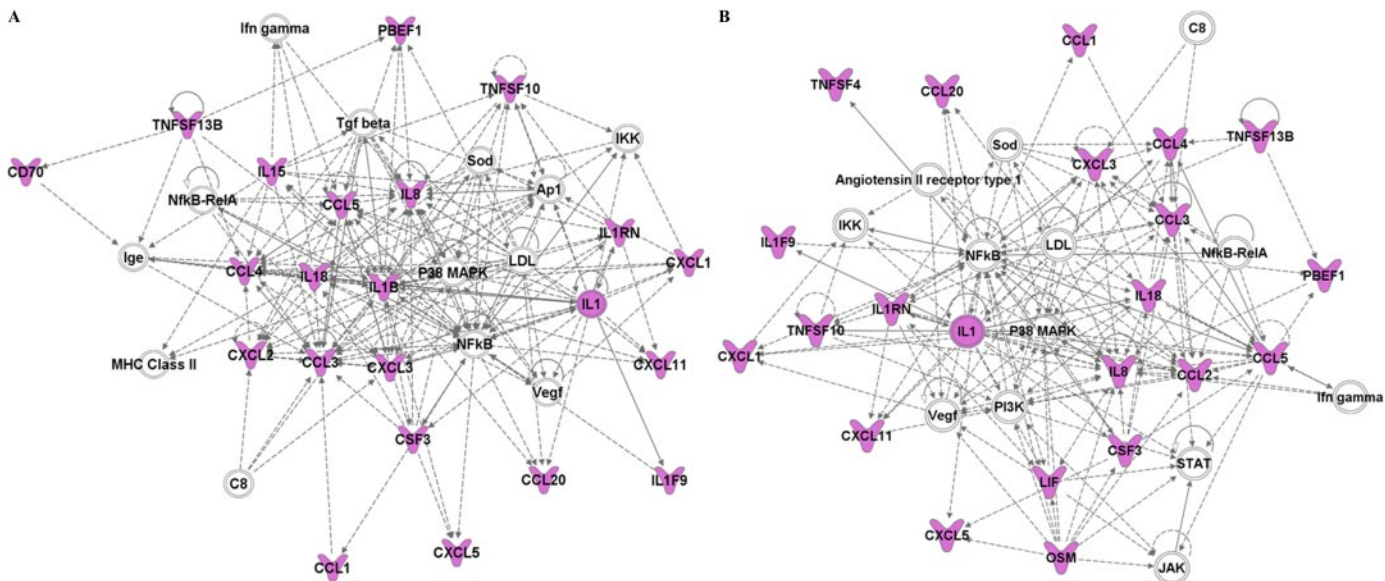 A
Ifn gamma
PBEF1
TNFSF10
TNFSF13B
Tgf beta
IKK
CD70
IL15
Sod
NfkB-RelA
CCL5
IL8
Ap1
IL1RN
Ige
CCL4
IL18
IL1B
P38 MAPK
LDL
CXCL1
IL1
MHC Class II
CXCL2
CCL3
CXCL3
NFkB
CXCL11
Vegf
CSF3
C8
CCL20
IL1F9
CCL1
CXCL5
B
CCL1
C8
TNFSF4
CCL20
TNFSF13B
Sod
CXCL3
CCL4
Angiotensin II receptor type 1
IKK
CCL3
IL1F9
NFkB
LDL
NfkB-RelA
PBEF1
IL1RN
IL18
TNFSF10
IL1
P38 MAPK
CXCL1
IL8
CCL2
CCL5
Ifn gamma
Vegf
PI3K
CXCL11
CSF3
STAT
LIF
CXCL5
OSM
JAK